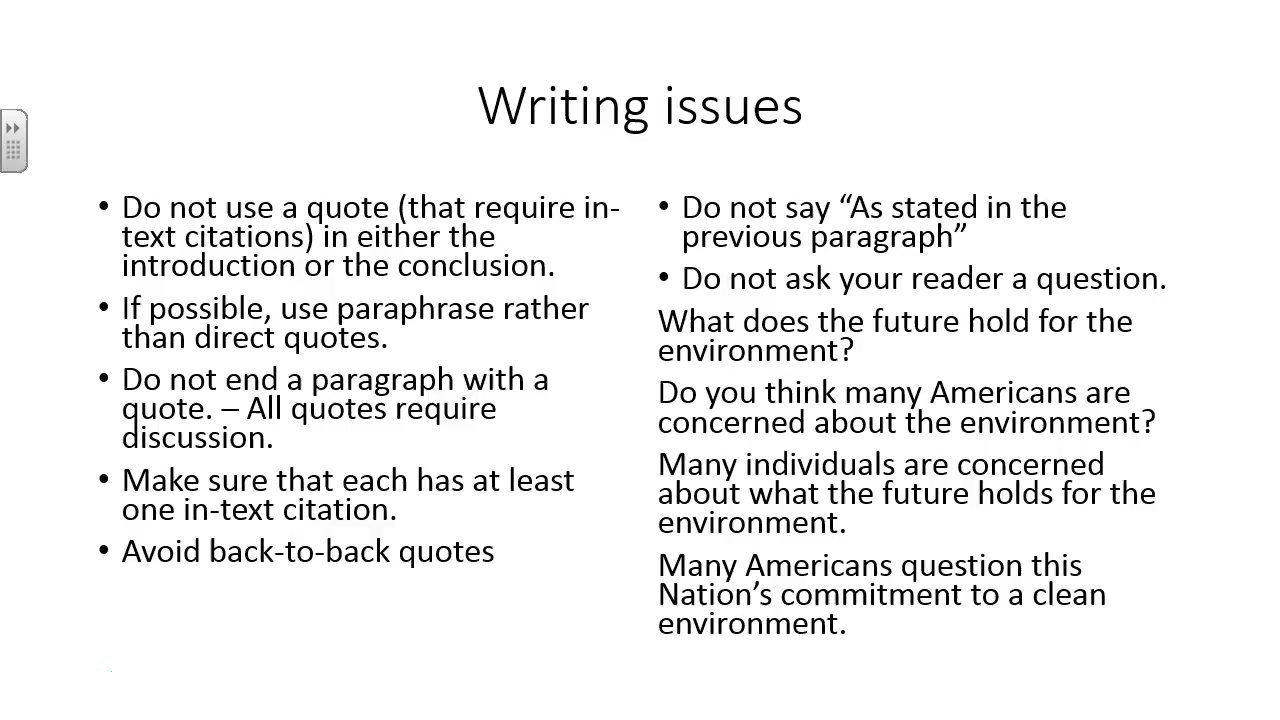 Writing issues
• Do not use a quote (that require in-
text citations) in either the
introduction or the conclusion.
• If possible, use paraphrase rather
than direct quotes.
• Do not end a paragraph with a
quote. – All quotes require
discussion.
• Make sure that each has at least
one in-text citation.
• Avoid back-to-back quotes
• Do not say “As stated in the
previous paragraph”
• Do not ask your reader a question.
What does the future hold for the
environment?
Do you think many Americans are
concerned about the environment?
Many individuals are concerned
about what the future holds for the
environment.
Many Americans question this
Nation’s commitment to a clean
environment.